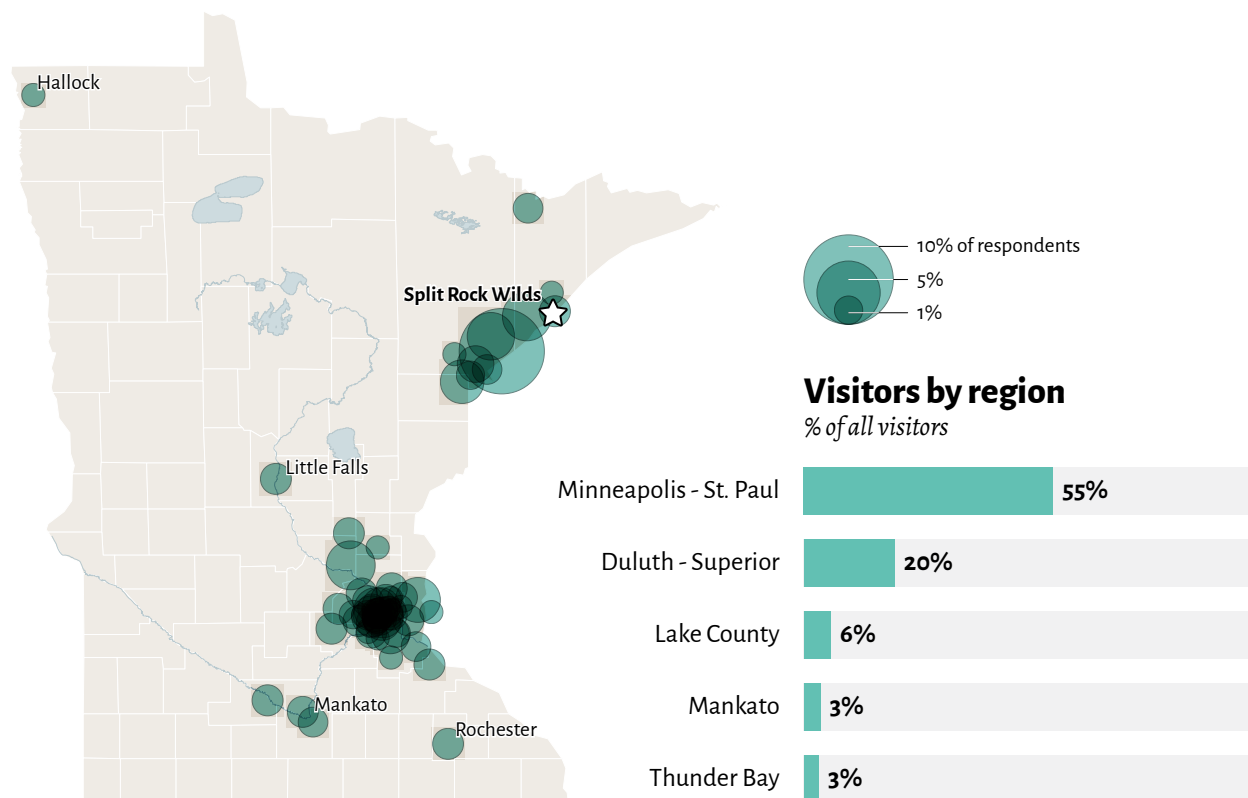 Hallock
Split Rock Wilds
Little Falls
Mankato
Rochester
10% of respondents
5%
1%
Visitors by region
% of all visitors
Minneapolis - St. Paul 55%
Duluth - Superior 20%
Lake County 6%
Mankato 3%
Thunder Bay 3%